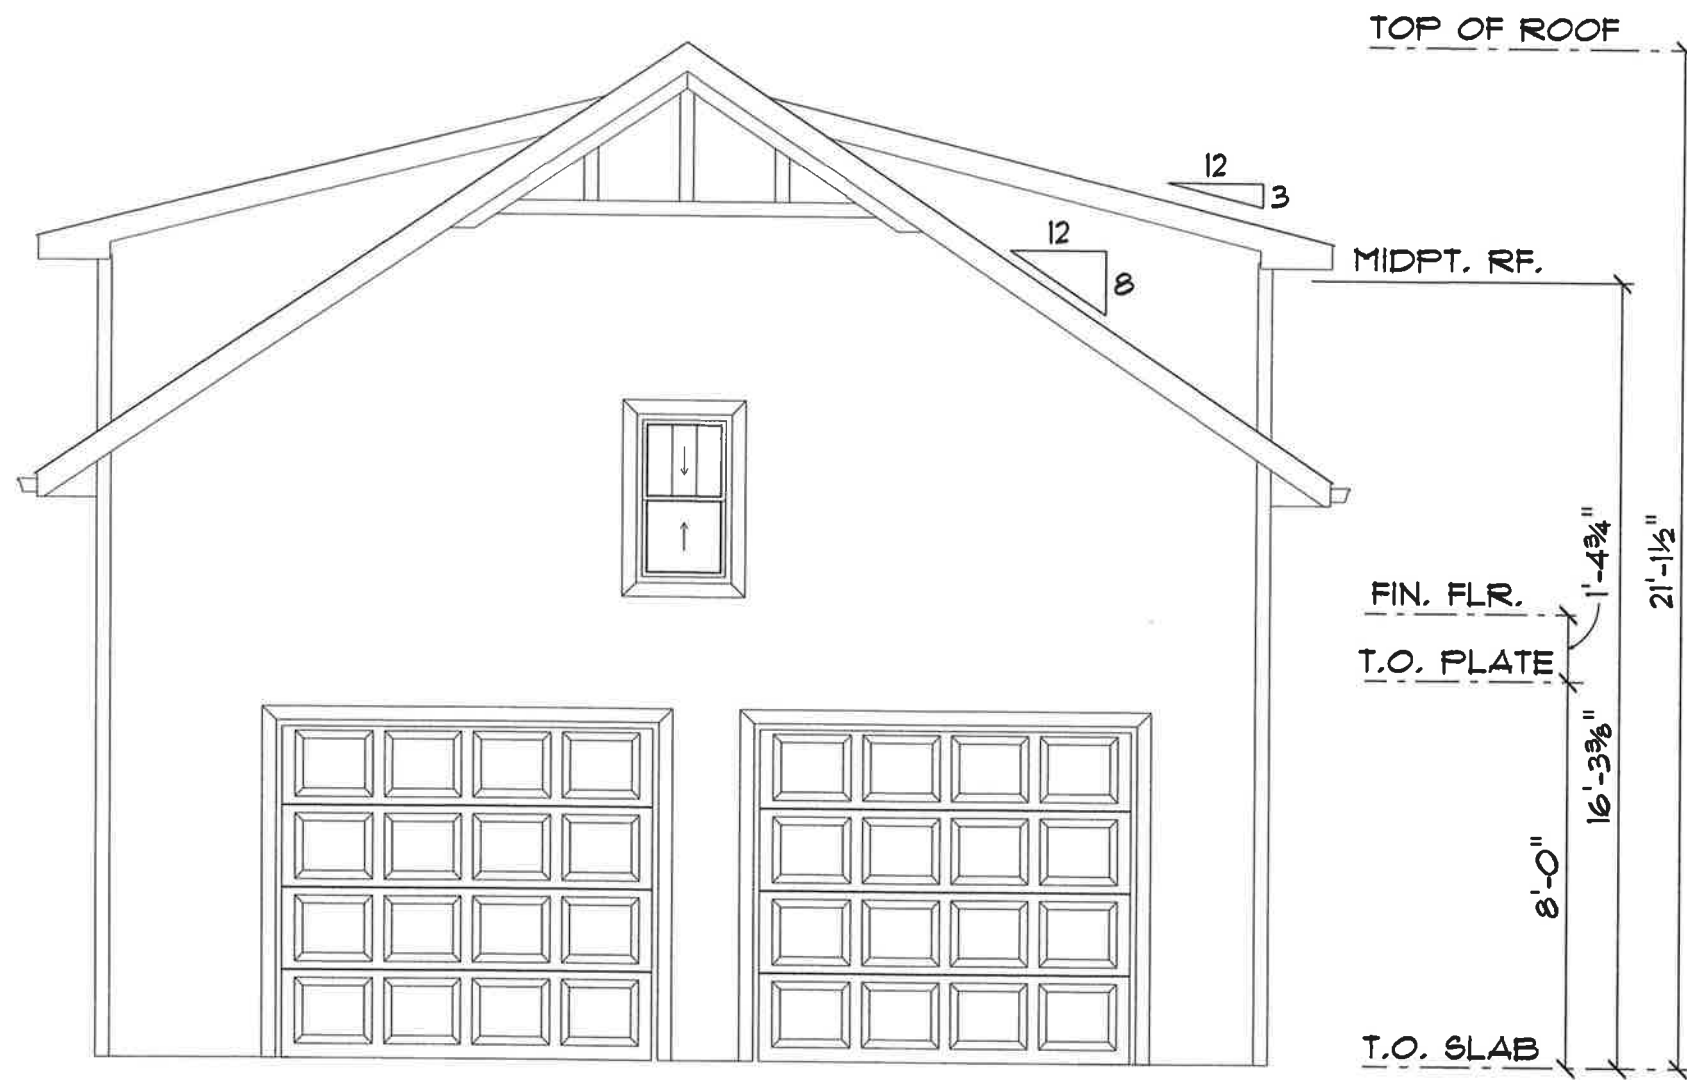 TOP OF ROOF
12
3
12
8
MIDPT. RF.
1'-4¾"
21'-1½"
FIN. FLR.
T.O. PLATE
16'-3⅜"
8'-0"
T.O. SLAB